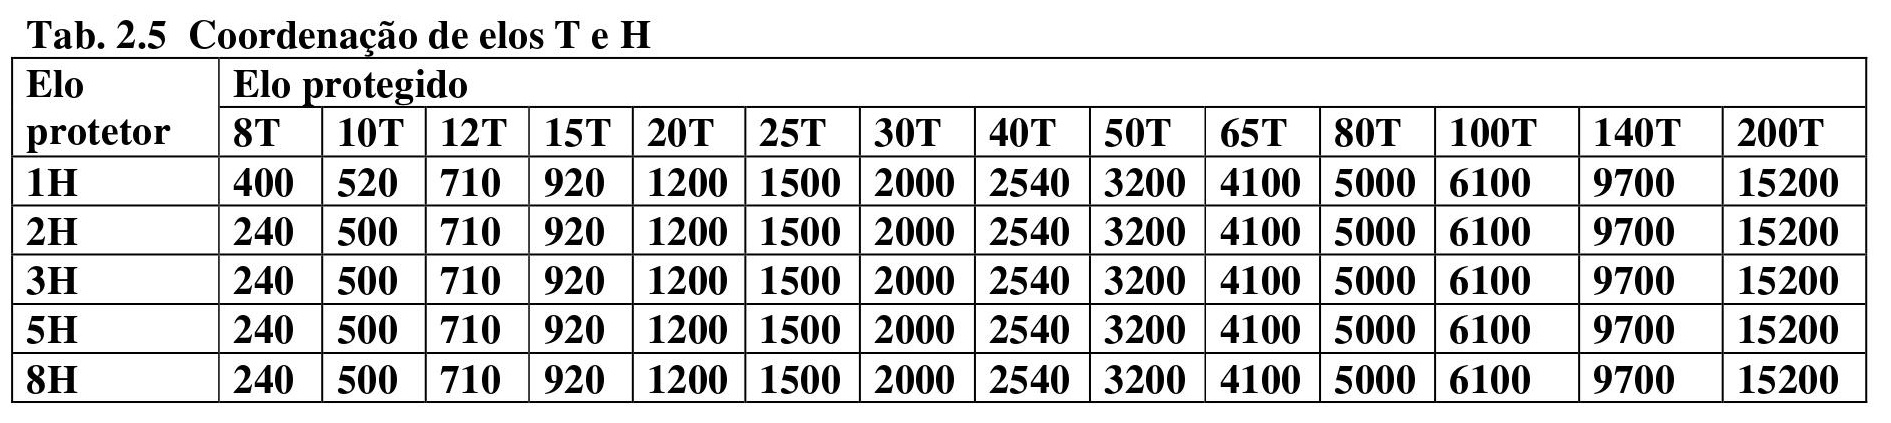 Tab. 2.5 Coordenação de elos T e H
Elo protetor Elo protegido
8T 10T 12T 15T 20T 25T 30T 40T 50T 65T 80T 100T 140T 200T
1H 400 520 710 920 1200 1500 2000 2540 3200 4100 5000 6100 9700 15200
2H 240 500 710 920 1200 1500 2000 2540 3200 4100 5000 6100 9700 15200
3H 240 500 710 920 1200 1500 2000 2540 3200 4100 5000 6100 9700 15200
5H 240 500 710 920 1200 1500 2000 2540 3200 4100 5000 6100 9700 15200
8H 240 500 710 920 1200 1500 2000 2540 3200 4100 5000 6100 9700 15200